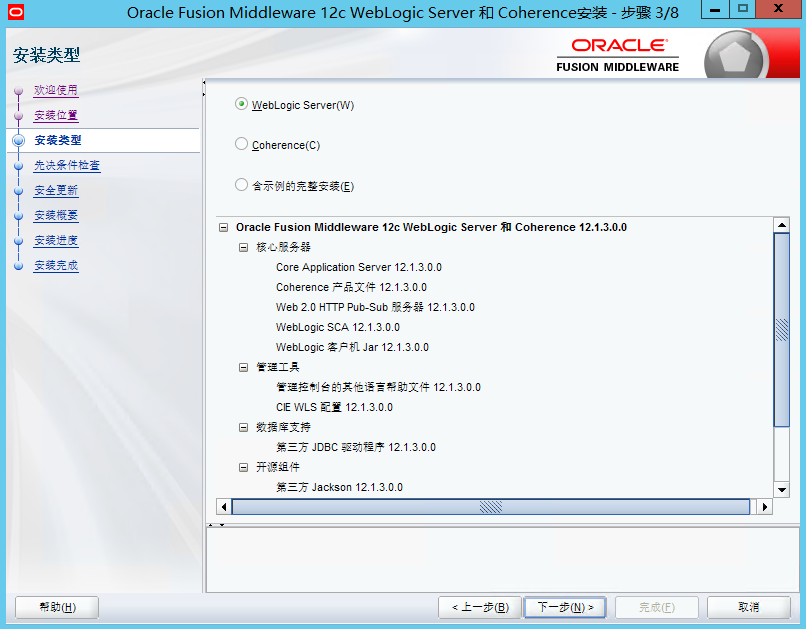 Oracle Fusion Middleware 12c WebLogic Server 和 Coherence安装 - 步骤 3/8
安装类型
ORACLE
FUSION MIDDLEWARE
欢迎使用
安装位置
安装类型
先决条件检查
安全更新
安装概要
安装进度
安装完成
WebLogic Server(W)
Coherence(C)
含示例的完整安装(E)
Oracle Fusion Middleware 12c WebLogic Server 和 Coherence 12.1.3.0.0
核心服务器
Core Application Server 12.1.3.0.0
Coherence 产品文件 12.1.3.0.0
Web 2.0 HTTP Pub-Sub 服务器 12.1.3.0.0
WebLogic SCA 12.1.3.0.0
WebLogic 客户机 Jar 12.1.3.0.0
管理工具
管理控制台的其他语言帮助文件 12.1.3.0.0
CIE WLS 配置 12.1.3.0.0
数据库支持
第三方 JDBC 驱动程序 12.1.3.0.0
开源组件
第三方 Jackson 12.1.3.0.0
帮助(H)
< 上一步(B)
下一步(N) >
完成(F)
取消